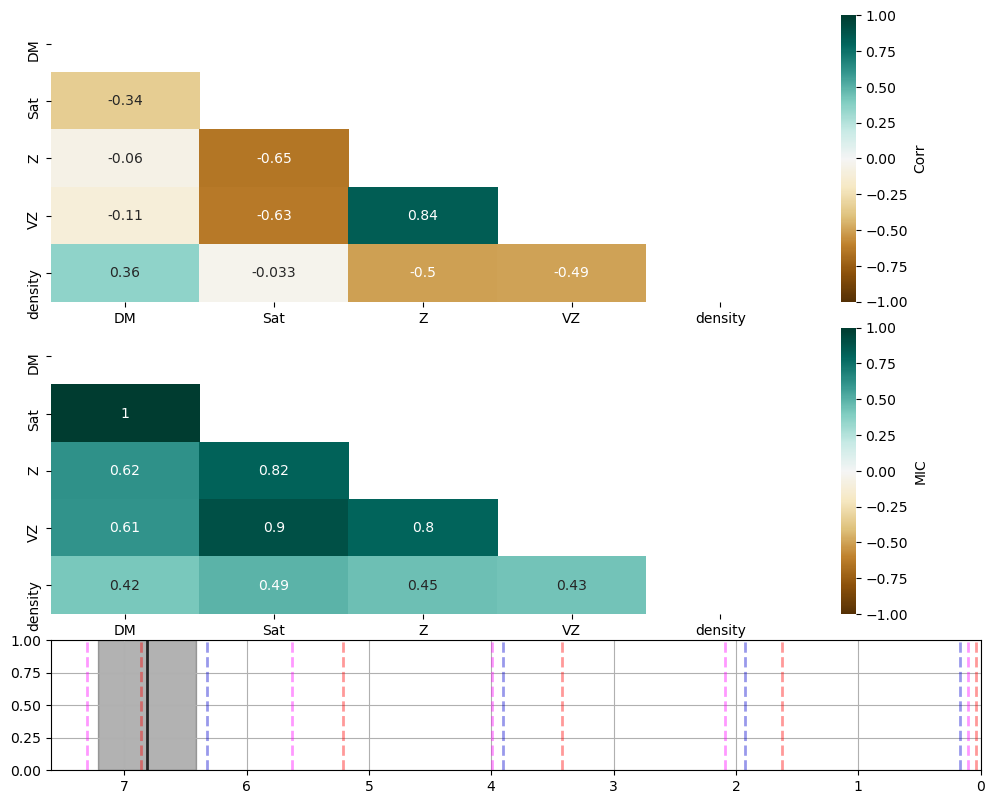 DM
Sat
Z
VZ
density
-0.34
-0.06 -0.65
-0.11 -0.63 0.84
0.36 -0.033 -0.5 -0.49
DM Sat Z VZ density
1.00
0.75
0.50
0.25
0.00
−0.25
−0.50
−0.75
−1.00
Corr
DM
Sat
Z
VZ
density
1
0.62 0.82
0.61 0.9 0.8
0.42 0.49 0.45 0.43
DM Sat Z VZ density
1.00
0.75
0.50
0.25
0.00
−0.25
−0.50
−0.75
−1.00
MIC
1.00
0.75
0.50
0.25
0.00
7 6 5 4 3 2 1 0